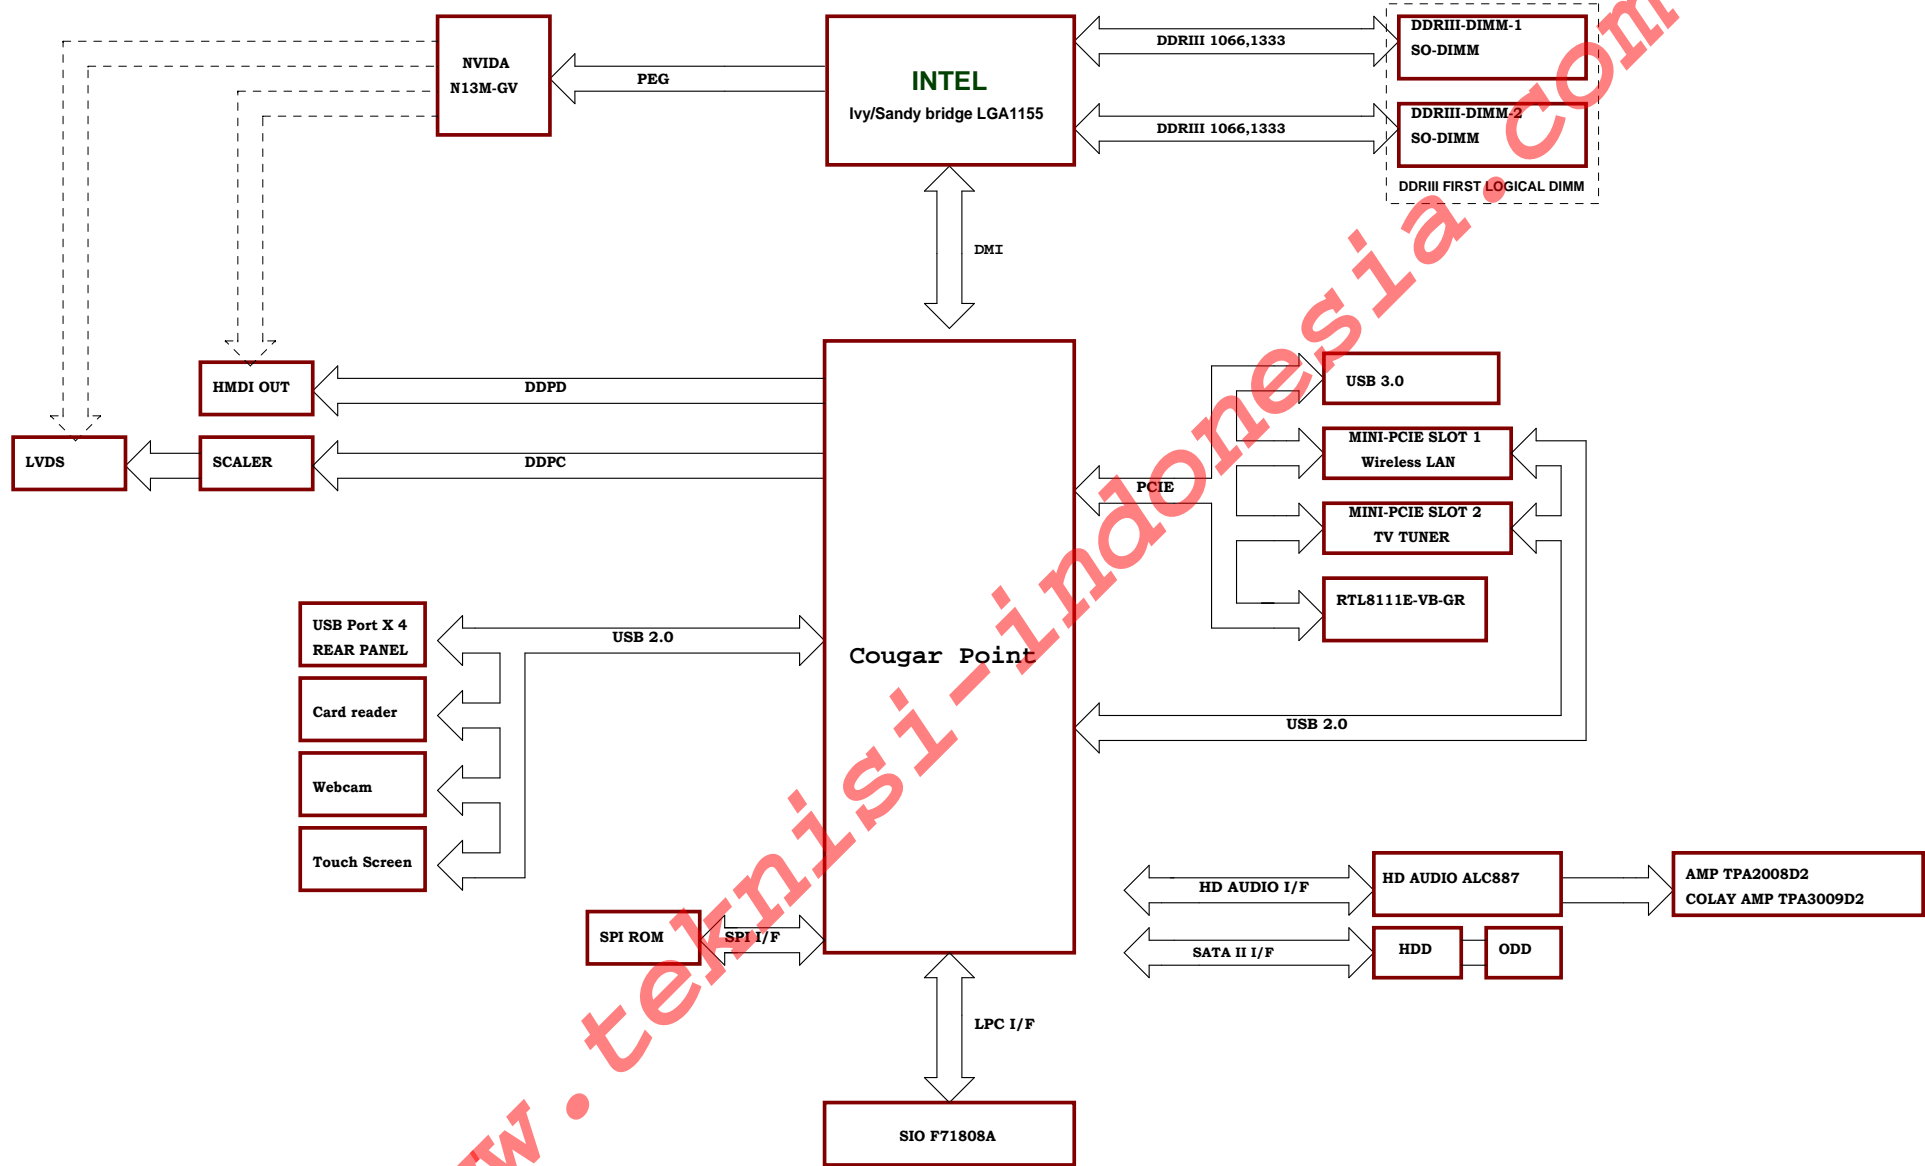 NVIDA
N13M-GV
PEG
INTEL
Ivy/Sandy bridge LGA1155
DDRIII 1066,1333
DDRIII-DIMM-1
SO-DIMM
DDRIII 1066,1333
DDRIII-DIMM-2
SO-DIMM
DDRIII FIRST LOGICAL DIMM
DMI
HMDI OUT
DDPD
LVDS
SCALER
DDPC
Cougar Point
PCIE
USB 3.0
MINI-PCIE SLOT 1
Wireless LAN
MINI-PCIE SLOT 2
TV TUNER
RTL8111E-VB-GR
USB 2.0
USB Port X 4
REAR PANEL
USB 2.0
Card reader
Webcam
Touch Screen
SPI ROM
SPI I/F
HD AUDIO I/F
HD AUDIO ALC887
AMP TPA2008D2
COLAY AMP TPA3009D2
SATA II I/F
HDD
ODD
LPC I/F
SIO F71808A
w.teknisi-indonesia.com